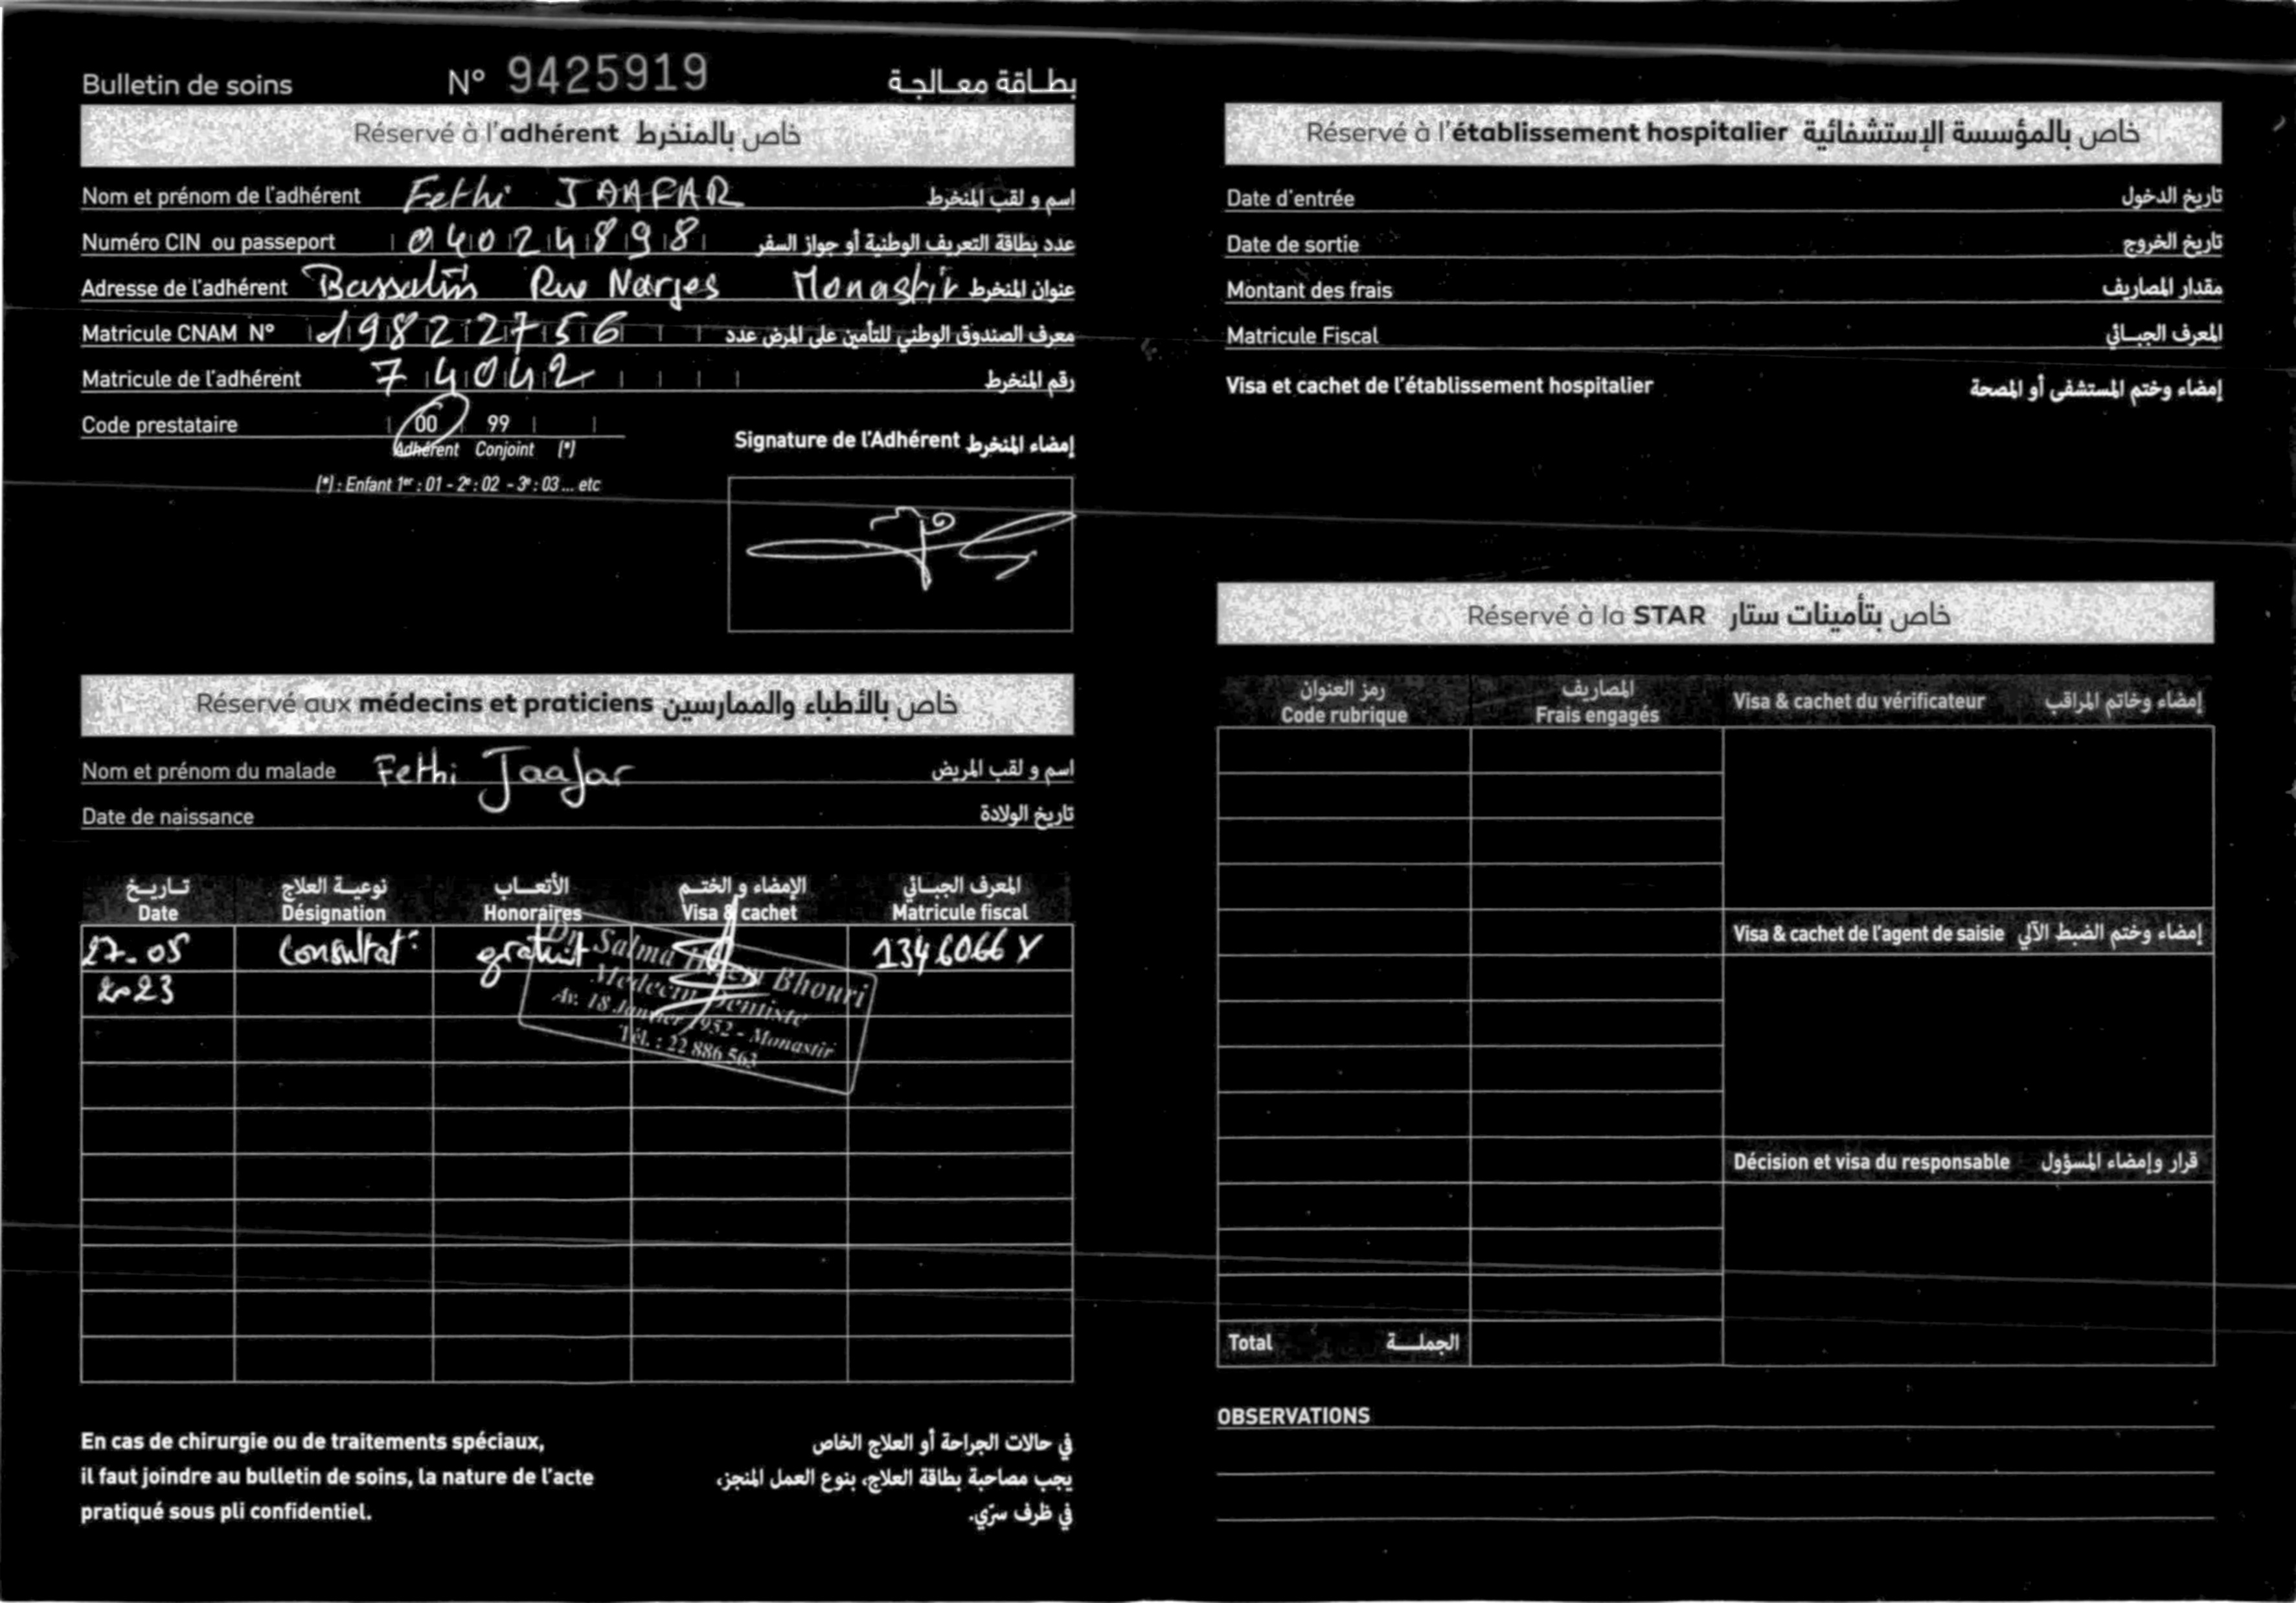 Bulletin de soins N° 9425919 بطاقة معالجة
Réservé à l'adhérent خاص بالمنخرط
Nom et prénom de l'adhérent Fethi JAAFAR اسم و لقب المنخرط
Numéro CIN ou passeport 04024898 عدد بطاقة التعريف الوطنية أو جواز السفر
Adresse de l'adhérent Rue Narjes Monastir عنوان المنخرط
Matricule CNAM N° 198227756 معرف الصندوق الوطني للتأمين على المرض عدد
Matricule de l'adhérent 74042 رقم المنخرط
Code prestataire 00 99
Adhérent Conjoint (*)
(*) : Enfant 1er : 01 - 2e : 02 - 3e : 03 ... etc
Signature de l'Adhérent إمضاء المنخرط
Réservé aux médecins et praticiens خاص بالأطباء والممارسين
Nom et prénom du malade Fethi Jaafar اسم و لقب المريض
Date de naissance تاريخ الولادة
تاريخ نوعية العلاج الأتعاب الإمضاء و الختم المعرف الجبائي
Date Désignation Honoraires Visa & cachet Matricule fiscal
27-05 Consultat° gratuit 1346066 Y
2023
Dr. Salma Bhouri
Médecin Dentiste
Av. 18 Janvier 1952 - Monastir
Tél. : 22 886 563
En cas de chirurgie ou de traitements spéciaux,
il faut joindre au bulletin de soins, la nature de l'acte
pratiqué sous pli confidentiel.
في حالات الجراحة أو العلاج الخاص
يجب مصاحبة بطاقة العلاج، بنوع العمل المنجز،
في ظرف سرّي.
Réservé à l'établissement hospitalier خاص بالمؤسسة الإستشفائية
Date d'entrée تاريخ الدخول
Date de sortie تاريخ الخروج
Montant des frais مقدار المصاريف
Matricule Fiscal المعرف الجبائي
Visa et cachet de l'établissement hospitalier إمضاء وختم المستشفى أو المصحة
Réservé à la STAR خاص بتأمينات ستار
رمز العنوان المصاريف
Code rubrique Frais engagés Visa & cachet du vérificateur إمضاء وخاتم المراقب
Visa & cachet de l'agent de saisie إمضاء وختم الضبط الآلي
Décision et visa du responsable قرار وإمضاء المسؤول
Total الجملة
OBSERVATIONS